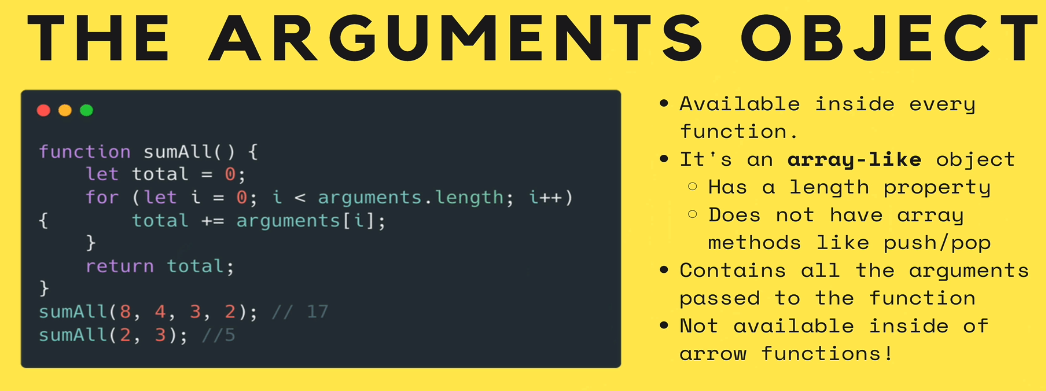 THE ARGUMENTS OBJECT
function sumAll() {
    let total = 0;
    for (let i = 0; i < arguments.length; i++)
{       total += arguments[i];
    }
    return total;
}
sumAll(8, 4, 3, 2); // 17
sumAll(2, 3); //5
• Available inside every
function.
• It's an array-like object
○ Has a length property
○ Does not have array
methods like push/pop
• Contains all the arguments
passed to the function
• Not available inside of
arrow functions!